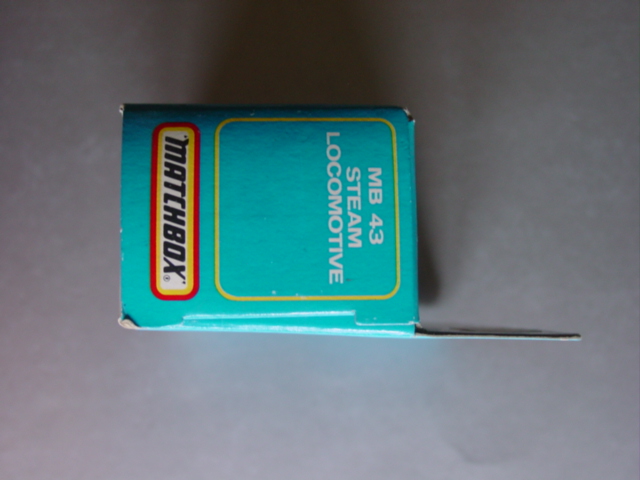 MB 43
STEAM
LOCOMOTIVE
"MATCHBOX"®